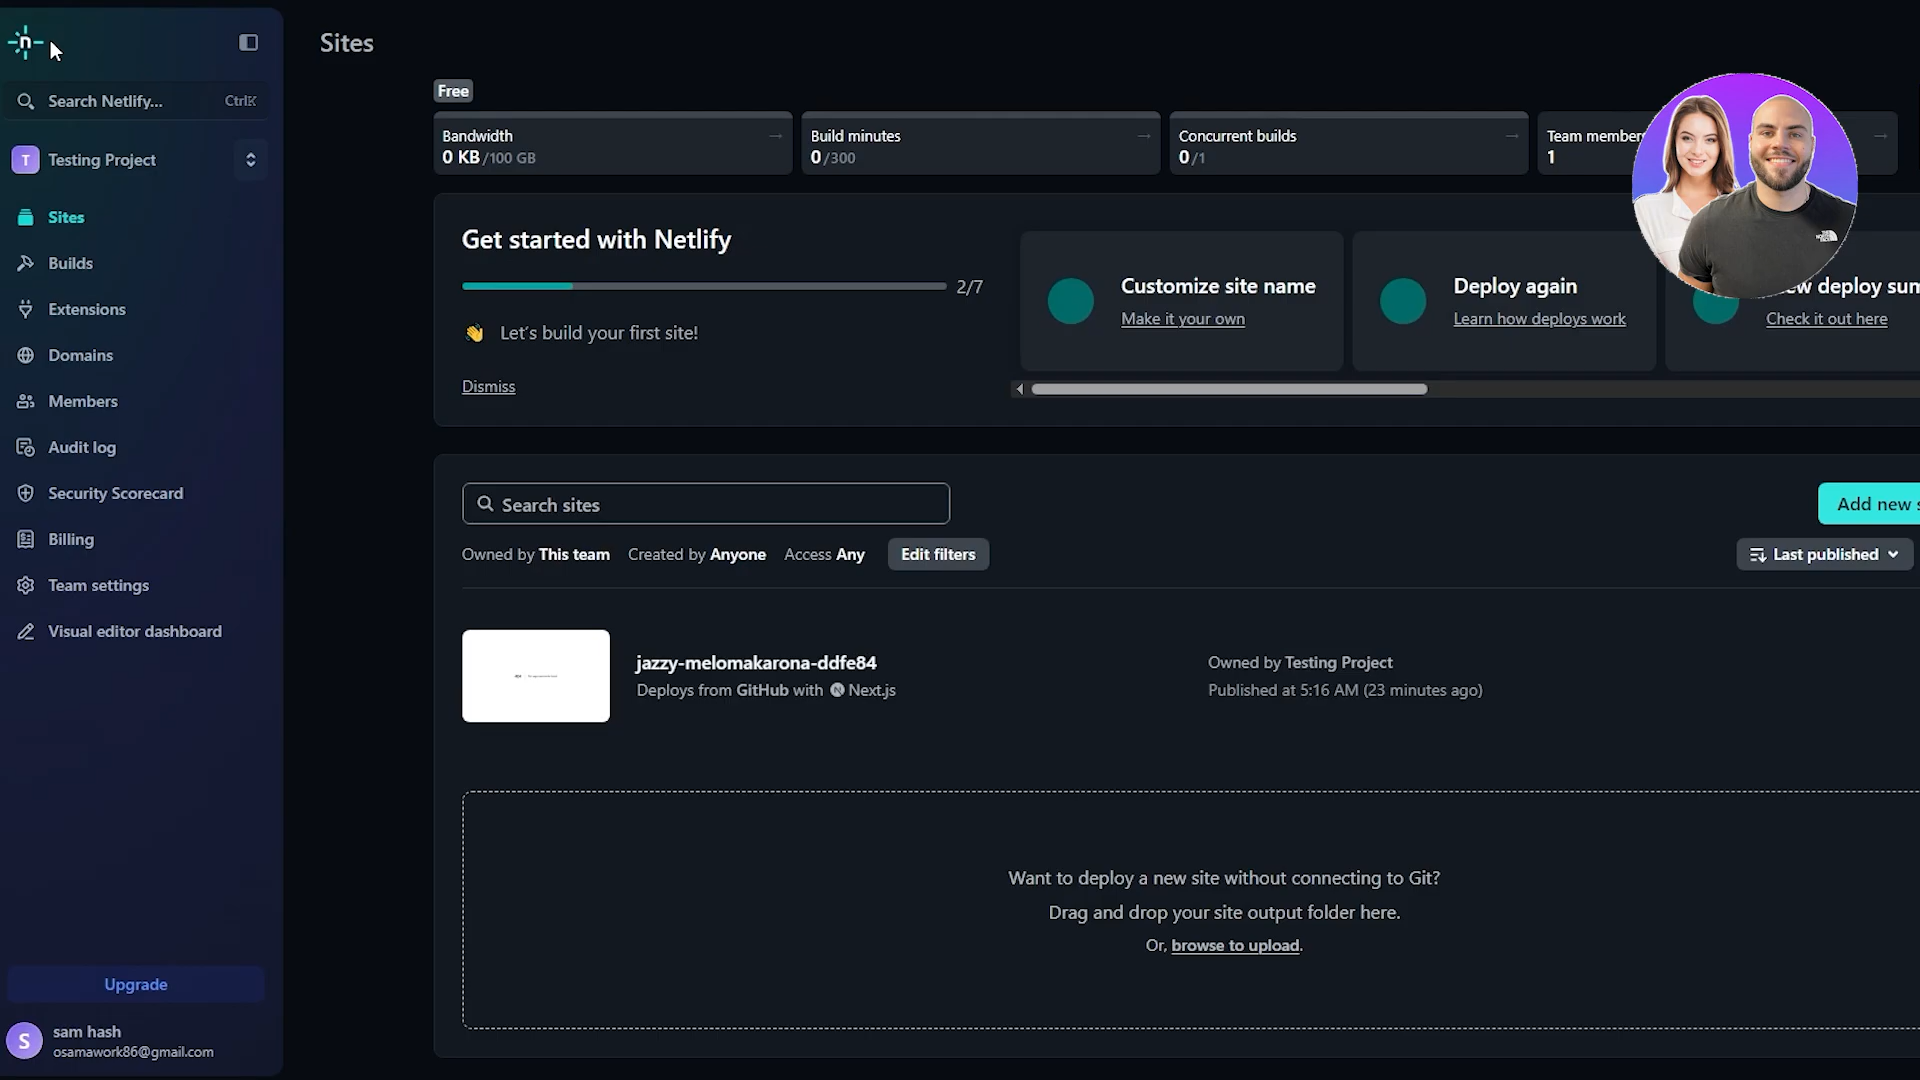 n
Search Netlify... CtrlK
T Testing Project
Sites
Builds
Extensions
Domains
Members
Audit log
Security Scorecard
Billing
Team settings
Visual editor dashboard
Upgrade
S
sam hash
osamawork86@gmail.com
Sites
Free
Bandwidth
0 KB /100 GB
Build minutes
0 /300
Concurrent builds
0 /1
Team members
1
Get started with Netlify
2/7
👋 Let's build your first site!
Dismiss
Customize site name
Make it your own
Deploy again
Learn how deploys work
deploy sum
Check it out here
Search sites
Add new s
Owned by This team Created by Anyone Access Any Edit filters
Last published
jazzy-melomakarona-ddfe84
Deploys from GitHub with N Next.js
Owned by Testing Project
Published at 5:16 AM (23 minutes ago)
Want to deploy a new site without connecting to Git?
Drag and drop your site output folder here.
Or, browse to upload.